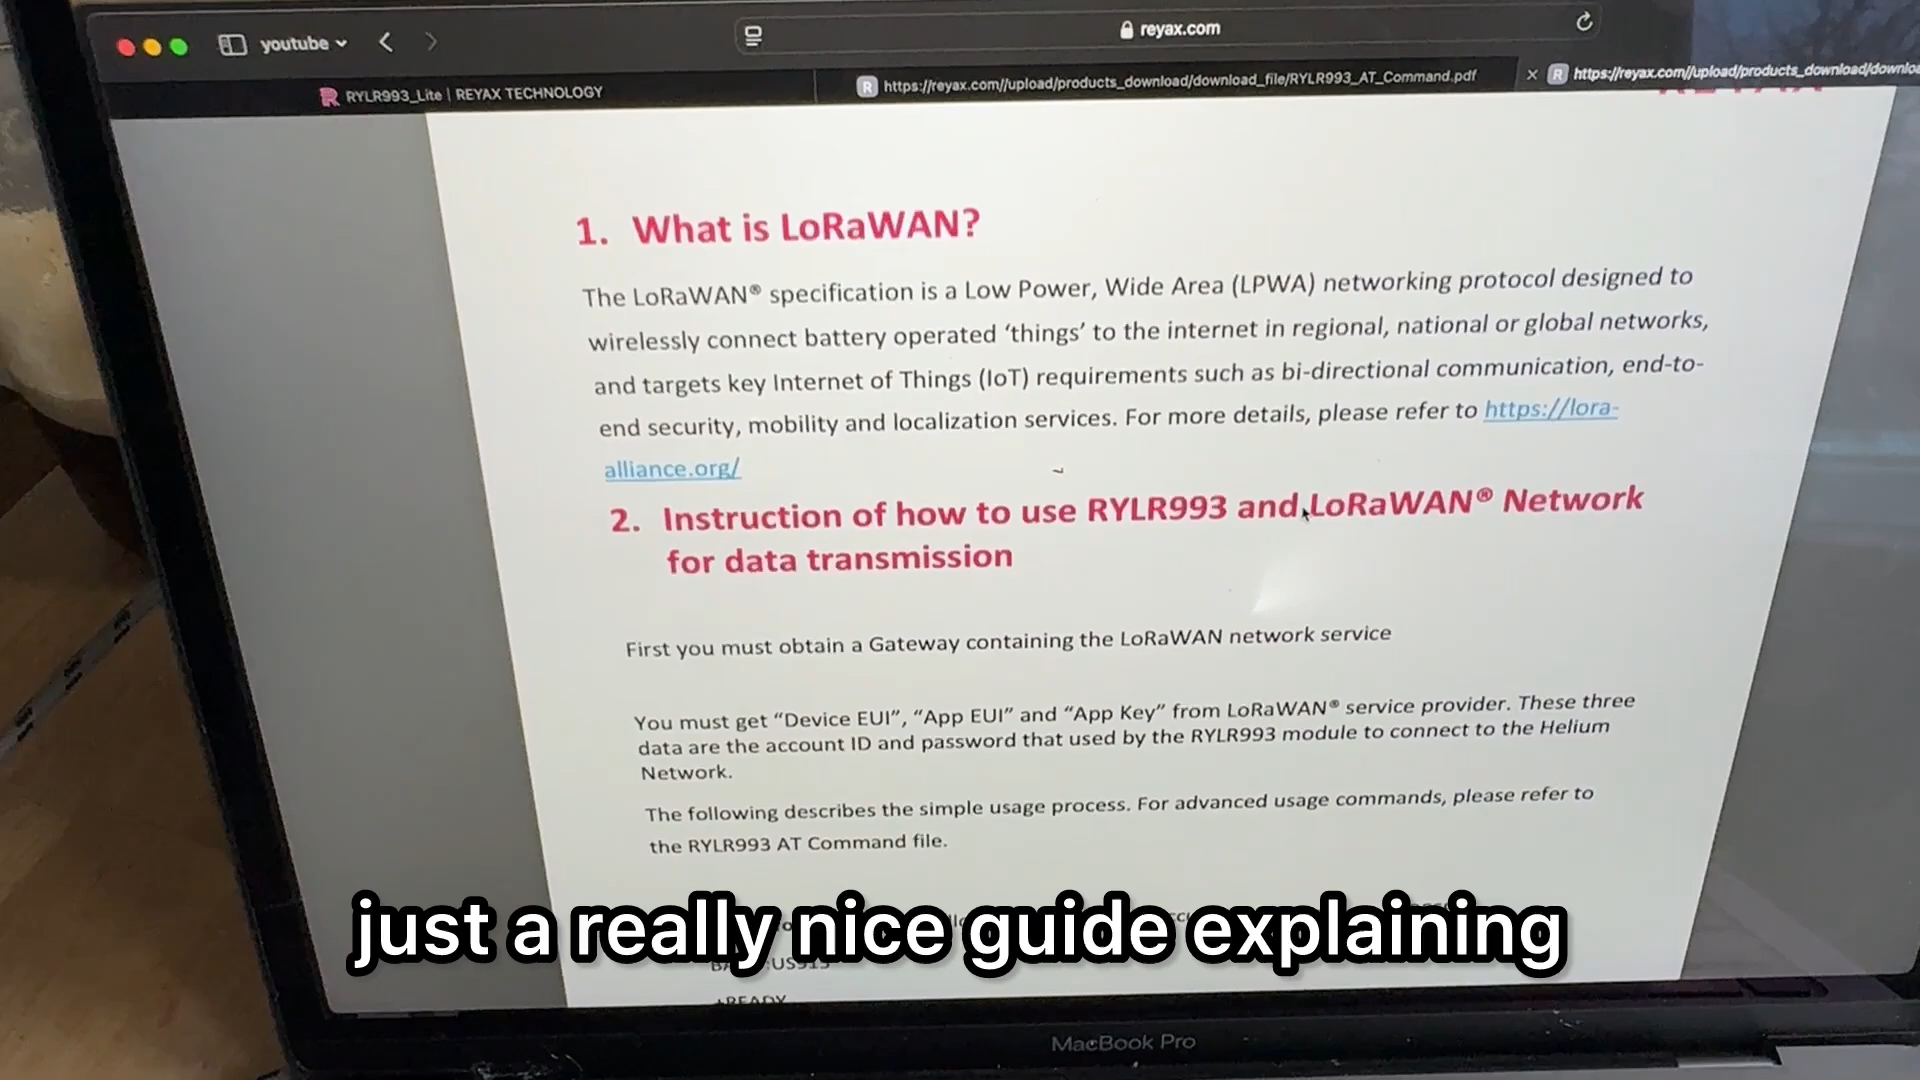 youtube
reyax.com
RYLR993_Lite | REYAX TECHNOLOGY
https://reyax.com//upload/products_download/download_file/RYLR993_AT_Command.pdf
https://reyax.com//upload/products_download/downloa
1. What is LoRaWAN?
The LoRaWAN® specification is a Low Power, Wide Area (LPWA) networking protocol designed to
wirelessly connect battery operated ‘things’ to the internet in regional, national or global networks,
and targets key Internet of Things (IoT) requirements such as bi-directional communication, end-to-
end security, mobility and localization services. For more details, please refer to https://lora-
alliance.org/
2. Instruction of how to use RYLR993 and LoRaWAN® Network
for data transmission
First you must obtain a Gateway containing the LoRaWAN network service
You must get “Device EUI”, “App EUI” and “App Key” from LoRaWAN® service provider. These three
data are the account ID and password that used by the RYLR993 module to connect to the Helium
Network.
The following describes the simple usage process. For advanced usage commands, please refer to
the RYLR993 AT Command file.
just a really nice guide explaining
+READY
MacBook Pro